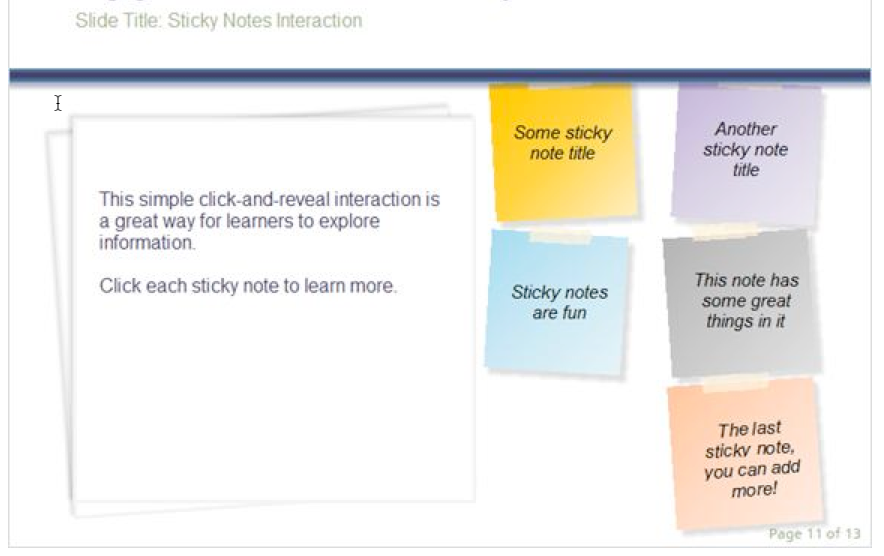 Slide Title: Sticky Notes Interaction
This simple click-and-reveal interaction is
a great way for learners to explore
information.
Click each sticky note to learn more.
Some sticky
note title
Another
sticky note
title
Sticky notes
are fun
This note has
some great
things in it
The last
sticky note,
you can add
more!
Page 11 of 13